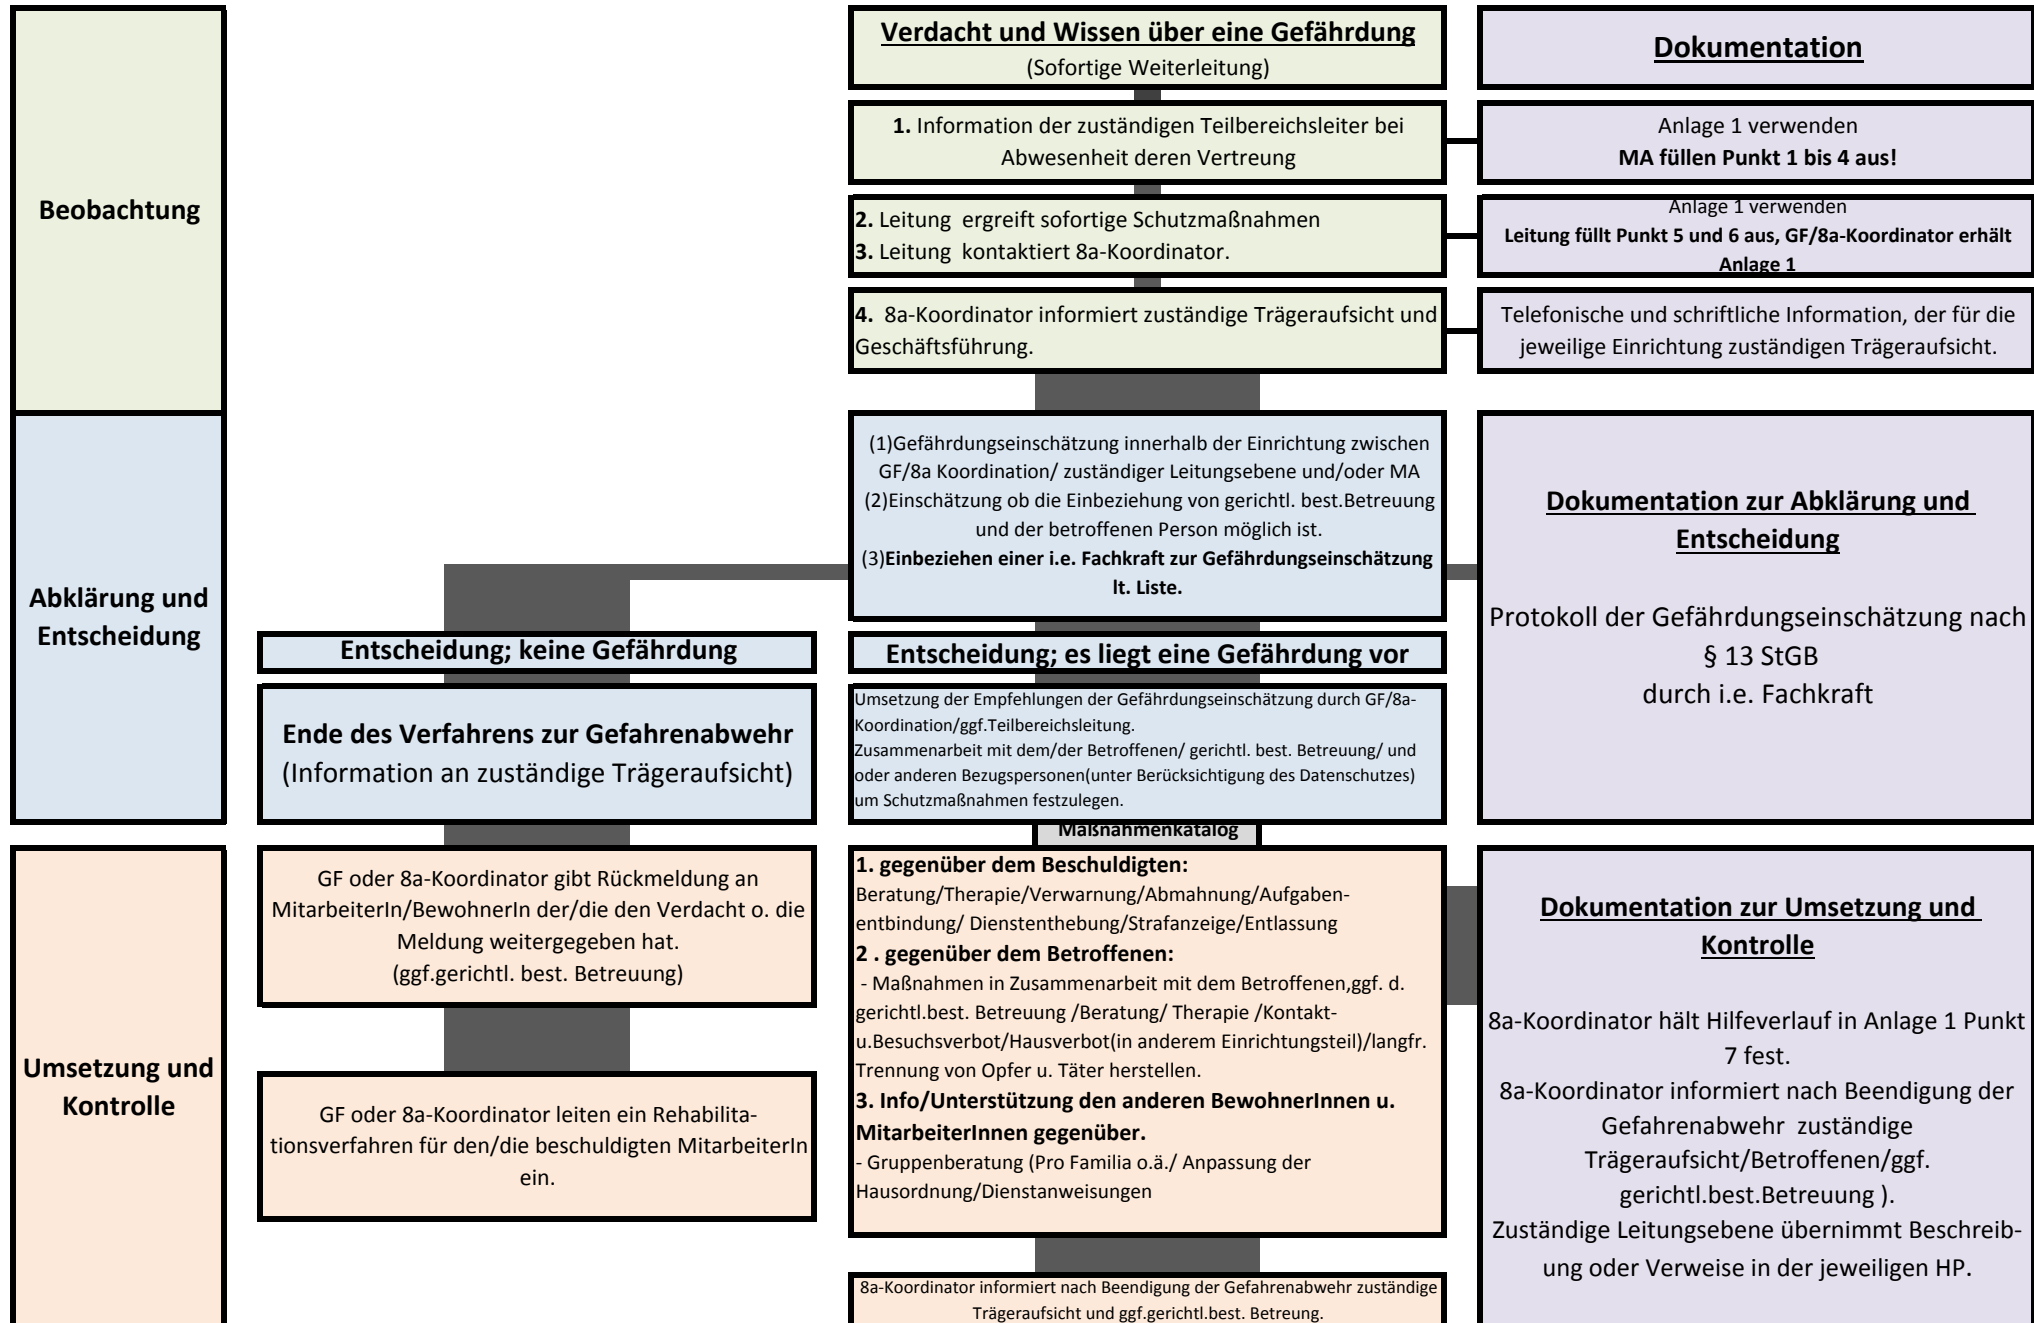 Beobachtung
Verdacht und Wissen über eine Gefährdung
(Sofortige Weiterleitung)
Dokumentation
1. Information der zuständigen Teilbereichsleiter bei
Abwesenheit deren Vertreung
Anlage 1 verwenden
MA füllen Punkt 1 bis 4 aus!
2. Leitung  ergreift sofortige Schutzmaßnahmen
3. Leitung  kontaktiert 8a-Koordinator.
Anlage 1 verwenden
Leitung füllt Punkt 5 und 6 aus, GF/8a-Koordinator erhält
Anlage 1
4.  8a-Koordinator informiert zuständige Trägeraufsicht und
Geschäftsführung.
Telefonische und schriftliche Information, der für die
jeweilige Einrichtung zuständigen Trägeraufsicht.
Abklärung und
Entscheidung
(1)Gefährdungseinschätzung innerhalb der Einrichtung zwischen
GF/8a Koordination/ zuständiger Leitungsebene und/oder MA
(2)Einschätzung ob die Einbeziehung von gerichtl. best.Betreuung
und der betroffenen Person möglich ist.
(3)Einbeziehen einer i.e. Fachkraft zur Gefährdungseinschätzung
lt. Liste.
Dokumentation zur Abklärung und
Entscheidung
Protokoll der Gefährdungseinschätzung nach
§ 13 StGB
durch i.e. Fachkraft
Entscheidung; keine Gefährdung
Entscheidung; es liegt eine Gefährdung vor
Ende des Verfahrens zur Gefahrenabwehr
(Information an zuständige Trägeraufsicht)
Umsetzung der Empfehlungen der Gefährdungseinschätzung durch GF/8a-
Koordination/ggf.Teilbereichsleitung.
Zusammenarbeit mit dem/der Betroffenen/ gerichtl. best. Betreuung/ und
oder anderen Bezugspersonen(unter Berücksichtigung des Datenschutzes)
um Schutzmaßnahmen festzulegen.
Maßnahmenkatalog
Umsetzung und
Kontrolle
GF oder 8a-Koordinator gibt Rückmeldung an
MitarbeiterIn/BewohnerIn der/die den Verdacht o. die
Meldung weitergegeben hat.
(ggf.gerichtl. best. Betreuung)
GF oder 8a-Koordinator leiten ein Rehabilita-
tionsverfahren für den/die beschuldigten MitarbeiterIn
ein.
1. gegenüber dem Beschuldigten:
Beratung/Therapie/Verwarnung/Abmahnung/Aufgaben-
entbindung/ Dienstenthebung/Strafanzeige/Entlassung
2 . gegenüber dem Betroffenen:
- Maßnahmen in Zusammenarbeit mit dem Betroffenen,ggf. d.
gerichtl.best. Betreuung /Beratung/ Therapie /Kontakt-
u.Besuchsverbot/Hausverbot(in anderem Einrichtungsteil)/langfr.
Trennung von Opfer u. Täter herstellen.
3. Info/Unterstützung den anderen BewohnerInnen u.
MitarbeiterInnen gegenüber.
- Gruppenberatung (Pro Familia o.ä./ Anpassung der
Hausordnung/Dienstanweisungen
8a-Koordinator informiert nach Beendigung der Gefahrenabwehr zuständige
Trägeraufsicht und ggf.gerichtl.best. Betreung.
Dokumentation zur Umsetzung und
Kontrolle
8a-Koordinator hält Hilfeverlauf in Anlage 1 Punkt
7 fest.
8a-Koordinator informiert nach Beendigung der
Gefahrenabwehr  zuständige
Trägeraufsicht/Betroffenen/ggf.
gerichtl.best.Betreuung ).
Zuständige Leitungsebene übernimmt Beschreib-
ung oder Verweise in der jeweiligen HP.